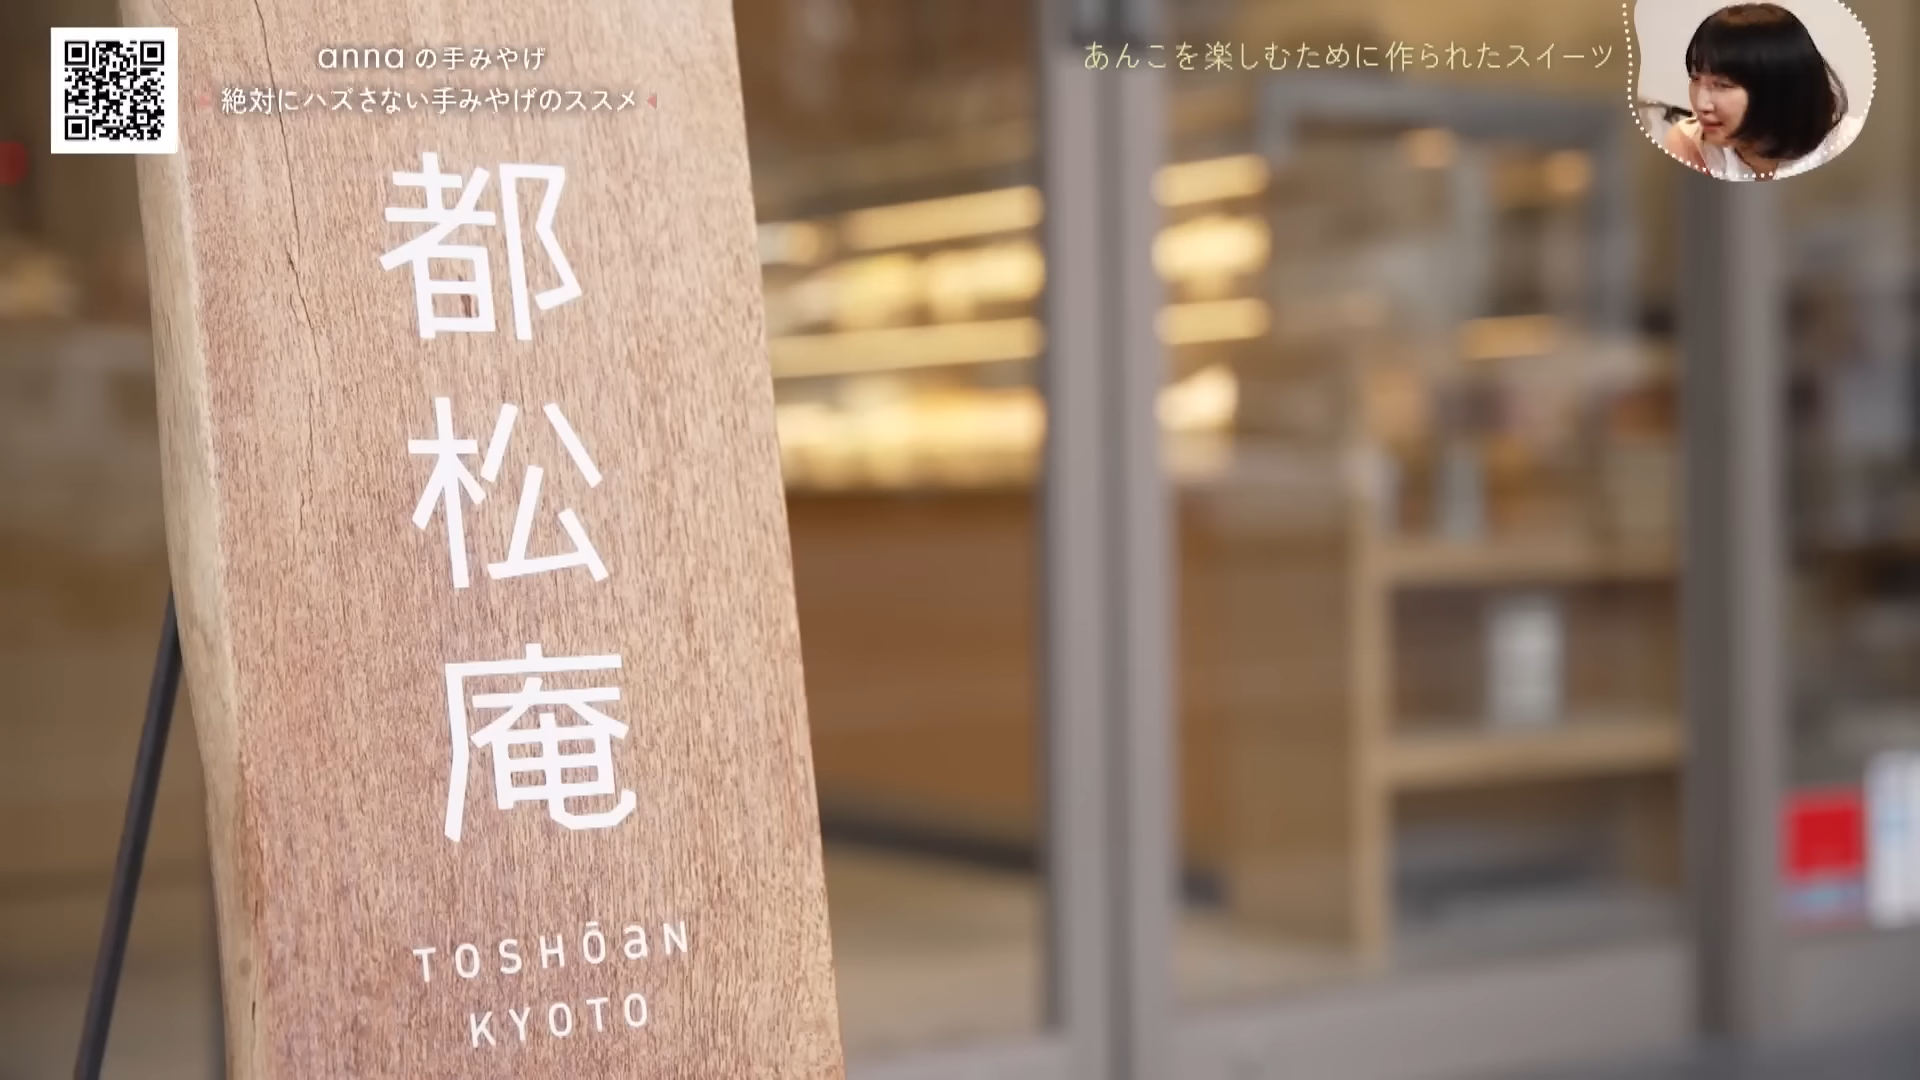 annaの手みやげ
絶対にハズさない手みやげのススメ
あんこを楽しむために作られたスイーツ
都松庵
TOSHŌaN
KYOTO